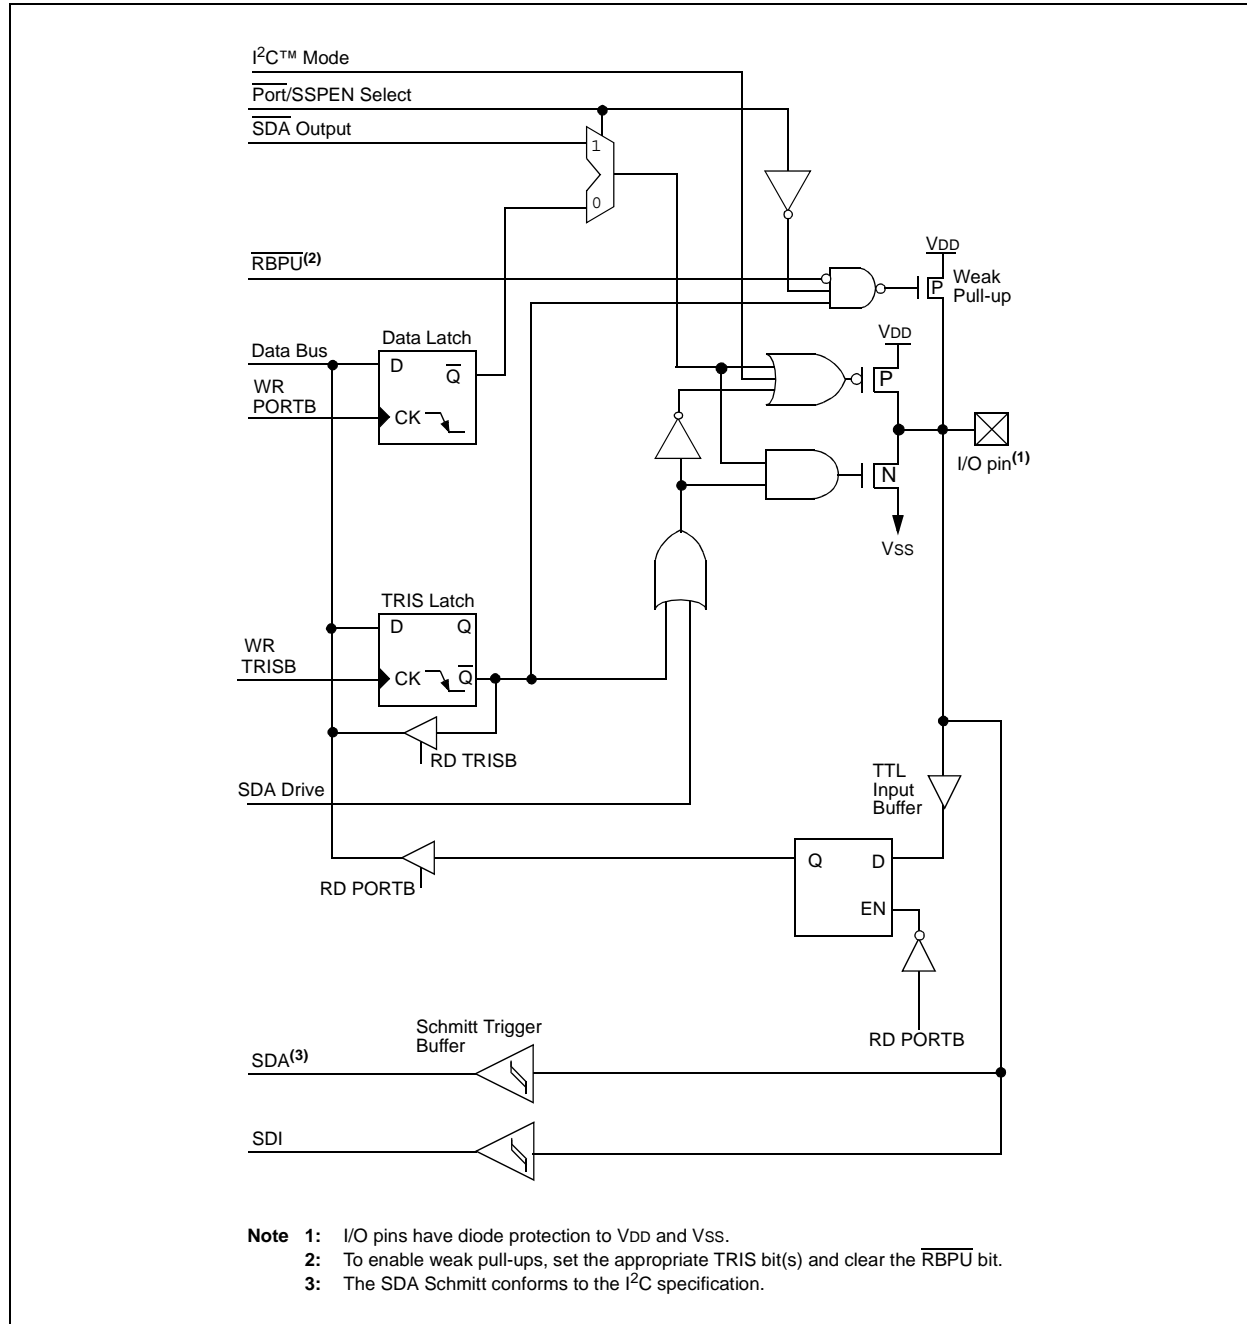 I²C™ Mode
P̅o̅r̅t̅/SSPEN Select
S̅D̅A̅ Output
1
0
R̅B̅P̅U̅(2)
VDD
P
Weak
Pull-up
Data Latch
Data Bus
D
Q̅
WR
PORTB
CK
VDD
P
I/O pin(1)
N
VSS
TRIS Latch
D
Q
WR
TRISB
CK
Q̅
RD TRISB
SDA Drive
TTL
Input
Buffer
Q
D
EN
RD PORTB
RD PORTB
Schmitt Trigger
Buffer
SDA(3)
SDI
Note 1: I/O pins have diode protection to VDD and VSS.
2: To enable weak pull-ups, set the appropriate TRIS bit(s) and clear the R̅B̅P̅U̅ bit.
3: The SDA Schmitt conforms to the I²C specification.